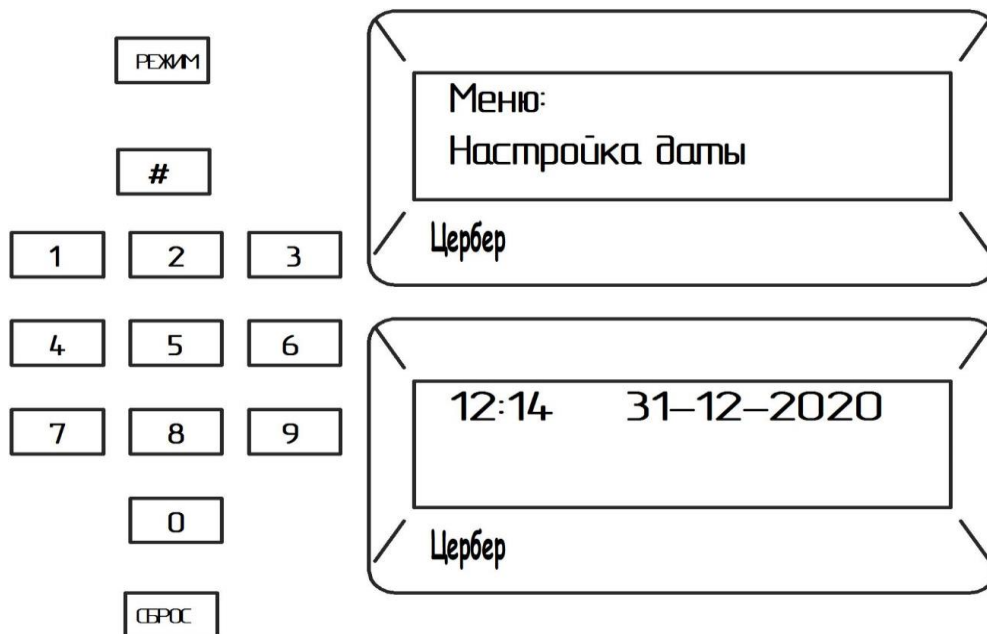 РЕЖИМ
#
1 2 3
4 5 6
7 8 9
0
СБРОС
Меню:
Настройка даты
Цербер
12:14 31-12-2020
Цербер